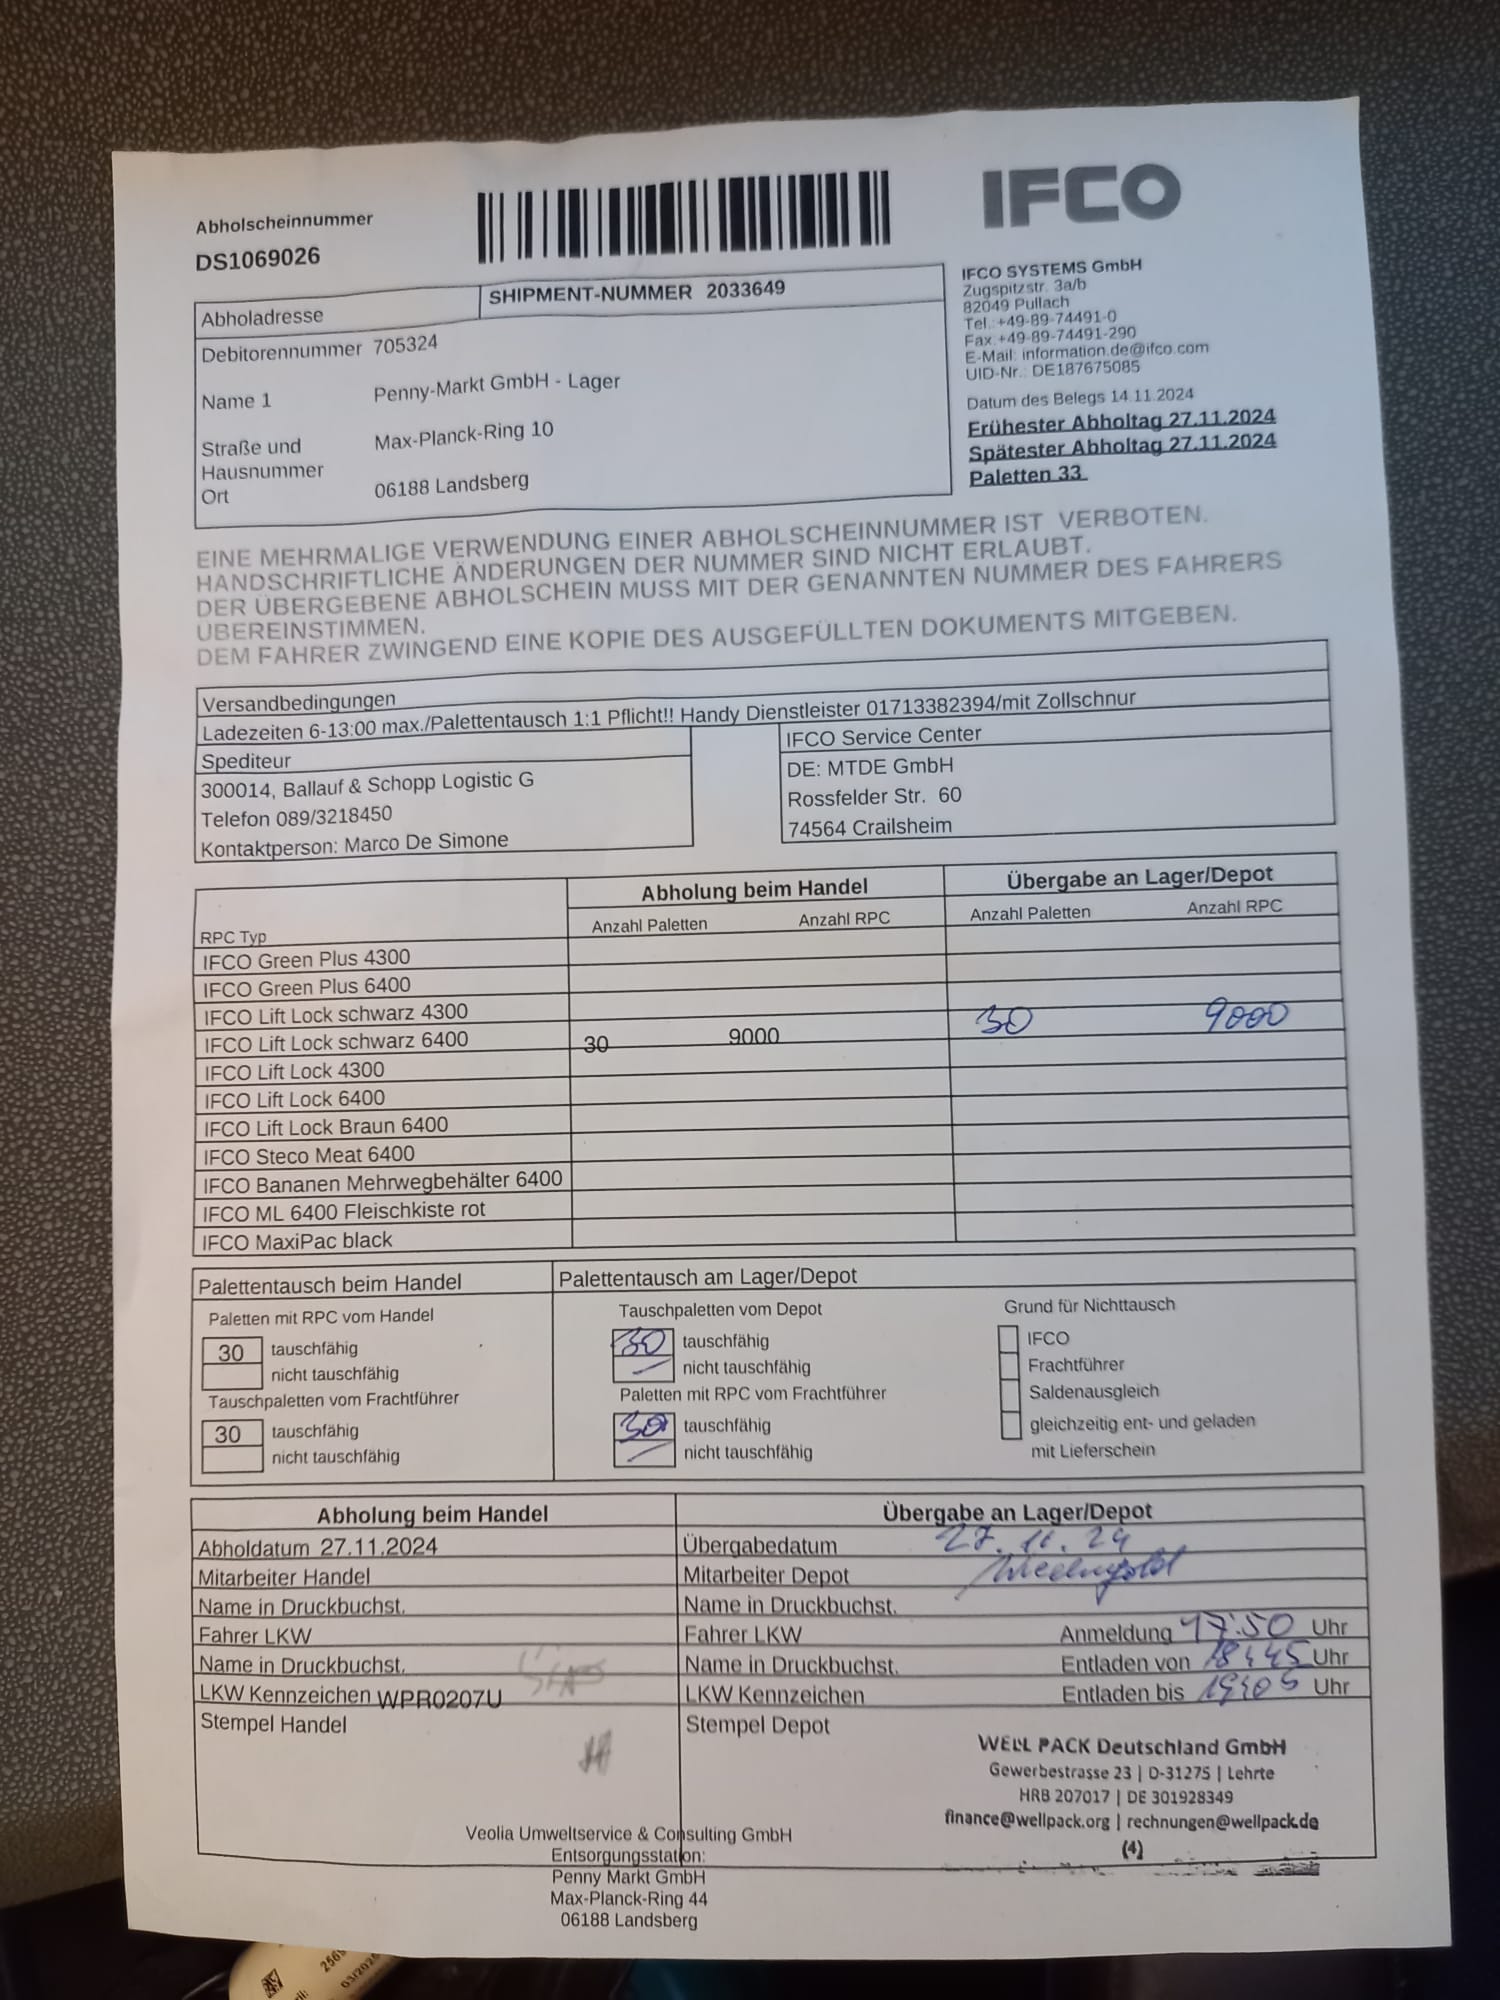 Abholscheinnummer
DS1069026
IFCO
SHIPMENT-NUMMER 2033649
Abholadresse
Debitorennummer 705324
Name 1 Penny-Markt GmbH - Lager
Straße und Hausnummer Max-Planck-Ring 10
Ort 06188 Landsberg
IFCO SYSTEMS GmbH
Zugspitzstr. 3a/b
82049 Pullach
Tel.:+49-89-74491-0
Fax:+49-89-74491-290
E-Mail: information.de@ifco.com
UID-Nr.: DE187675085
Datum des Belegs 14.11.2024
Frühester Abholtag 27.11.2024
Spätester Abholtag 27.11.2024
Paletten 33
EINE MEHRMALIGE VERWENDUNG EINER ABHOLSCHEINNUMMER IST VERBOTEN.
HANDSCHRIFTLICHE ÄNDERUNGEN DER NUMMER SIND NICHT ERLAUBT.
DER ÜBERGEBENE ABHOLSCHEIN MUSS MIT DER GENANNTEN NUMMER DES FAHRERS
ÜBEREINSTIMMEN.
DEM FAHRER ZWINGEND EINE KOPIE DES AUSGEFÜLLTEN DOKUMENTS MITGEBEN.
Versandbedingungen
Ladezeiten 6-13:00 max./Palettentausch 1:1 Pflicht!! Handy Dienstleister 01713382394/mit Zollschnur
Spediteur
300014, Ballauf & Schopp Logistic G
Telefon 089/3218450
Kontaktperson: Marco De Simone
IFCO Service Center
DE: MTDE GmbH
Rossfelder Str. 60
74564 Crailsheim
Abholung beim Handel Übergabe an Lager/Depot
RPC Typ Anzahl Paletten Anzahl RPC Anzahl Paletten Anzahl RPC
IFCO Green Plus 4300
IFCO Green Plus 6400
IFCO Lift Lock schwarz 4300
IFCO Lift Lock schwarz 6400 30 9000 30 9000
IFCO Lift Lock 4300
IFCO Lift Lock 6400
IFCO Lift Lock Braun 6400
IFCO Steco Meat 6400
IFCO Bananen Mehrwegbehälter 6400
IFCO ML 6400 Fleischkiste rot
IFCO MaxiPac black
Palettentausch beim Handel
Paletten mit RPC vom Handel
30 tauschfähig
nicht tauschfähig
Tauschpaletten vom Frachtführer
30 tauschfähig
nicht tauschfähig
Palettentausch am Lager/Depot
Tauschpaletten vom Depot
30 tauschfähig
nicht tauschfähig
Paletten mit RPC vom Frachtführer
30 tauschfähig
nicht tauschfähig
Grund für Nichttausch
IFCO
Frachtführer
Saldenausgleich
gleichzeitig ent- und geladen
mit Lieferschein
Abholung beim Handel
Abholdatum 27.11.2024
Mitarbeiter Handel
Name in Druckbuchst.
Fahrer LKW
Name in Druckbuchst.
LKW Kennzeichen WPR0207U
Stempel Handel
Übergabe an Lager/Depot
Übergabedatum 27.11.24
Mitarbeiter Depot
Name in Druckbuchst.
Fahrer LKW Anmeldung 17:50 Uhr
Name in Druckbuchst. Entladen von 18:45 Uhr
LKW Kennzeichen Entladen bis 19:05 Uhr
Stempel Depot
WELL PACK Deutschland GmbH
Gewerbestrasse 23 | D-31275 | Lehrte
HRB 207017 | DE 301928349
finance@wellpack.org | rechnungen@wellpack.de
(4)
Veolia Umweltservice & Consulting GmbH
Entsorgungsstation:
Penny Markt GmbH
Max-Planck-Ring 44
06188 Landsberg